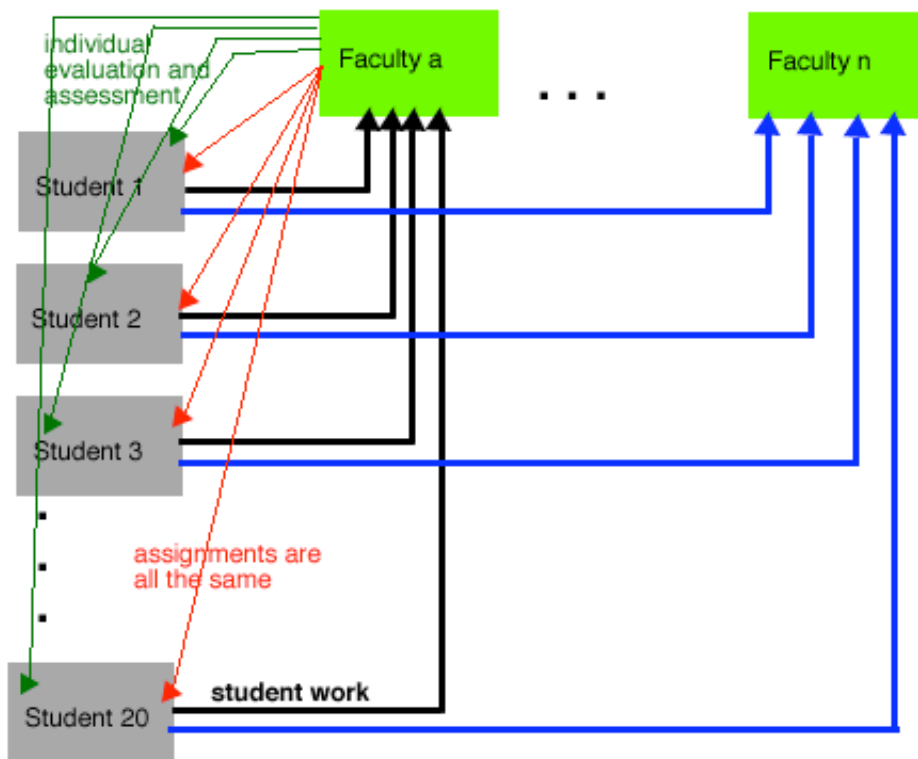 individual
evaluation and
assessment
Faculty a
. . .
Faculty n
Student 1
Student 2
Student 3
.
.
.
assignments are
all the same
student work
Student 20